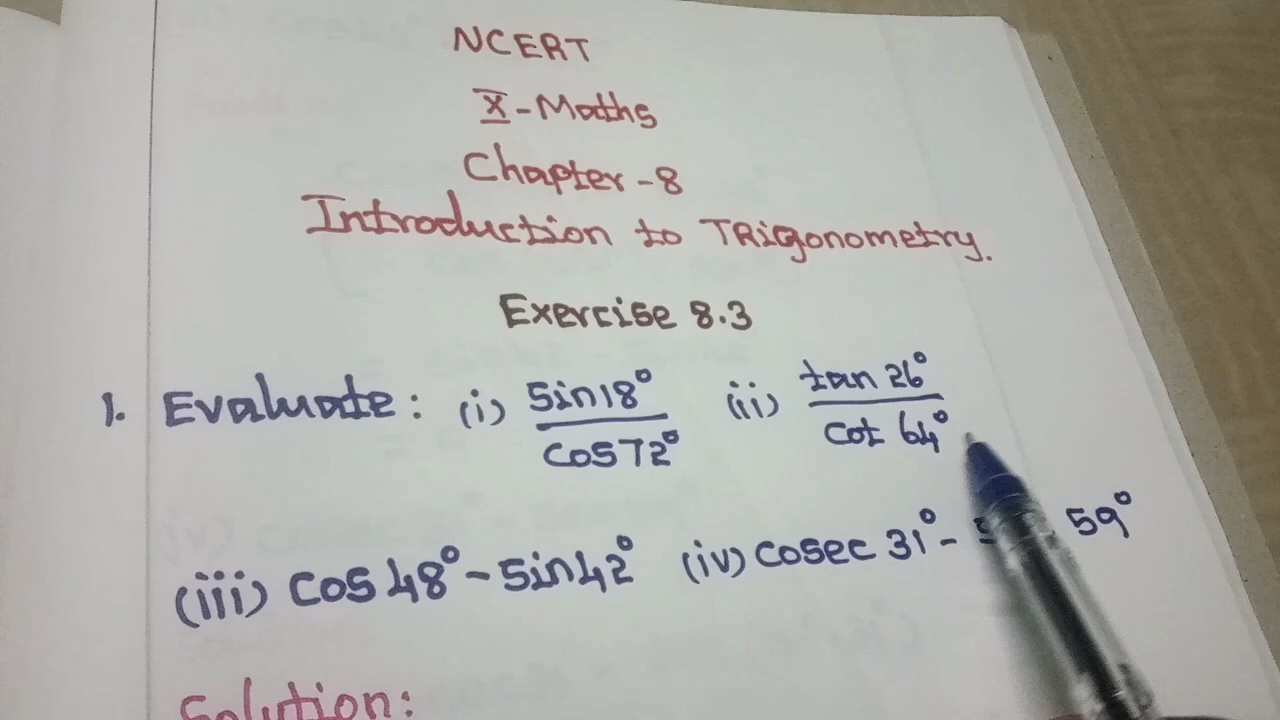 NCERT
X - Maths
Chapter - 8
Introduction to TRigonometry.
Exercise 8.3
1. Evaluate : (i) Sin18° / Cos72° (ii) tan 26° / cot 64°
(iii) Cos 48° - Sin42° (iv) Cosec 31° - 59°
Solution: